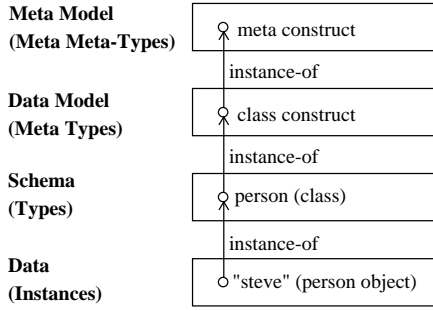 Meta Model
(Meta Meta-Types)
meta construct
instance-of
Data Model
(Meta Types)
class construct
instance-of
Schema
(Types)
person (class)
instance-of
Data
(Instances)
"steve" (person object)